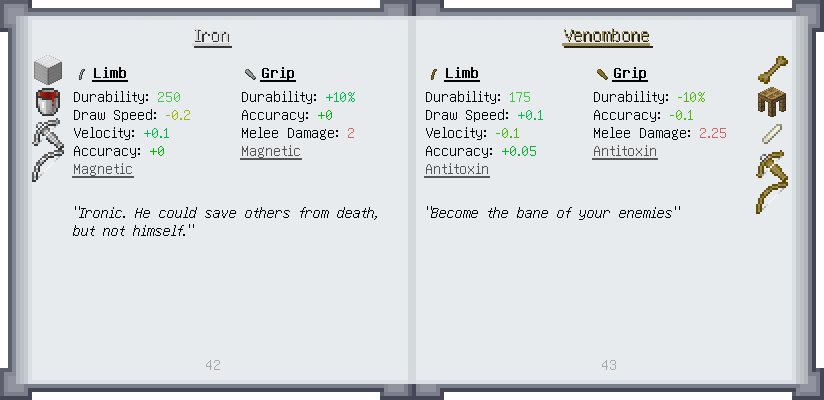 Iron
Limb
Durability: 250
Draw Speed: -0.2
Velocity: +0.1
Accuracy: +0
Magnetic
Grip
Durability: +10%
Accuracy: +0
Melee Damage: 2
Magnetic
"Ironic. He could save others from death,
but not himself."
42
Venombone
Limb
Durability: 175
Draw Speed: +0.1
Velocity: -0.1
Accuracy: +0.05
Antitoxin
Grip
Durability: -10%
Accuracy: -0.1
Melee Damage: 2.25
Antitoxin
"Become the bane of your enemies"
43